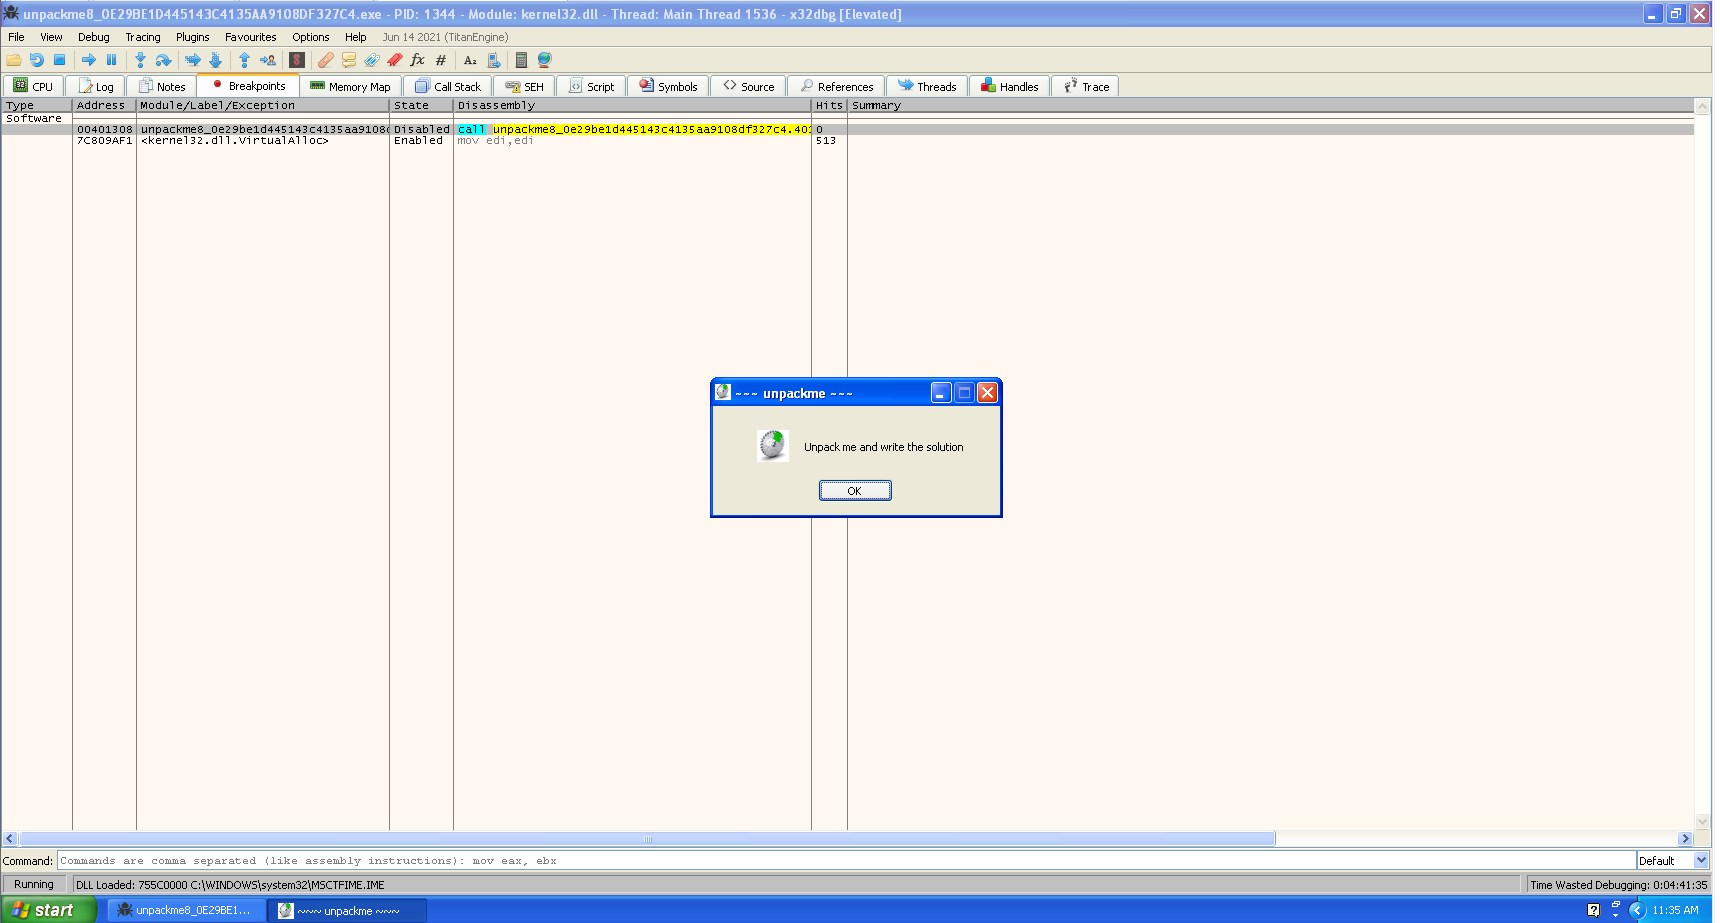 unpackme8_0E29BE1D445143C4135AA9108DF327C4.exe - PID: 1344 - Module: kernel32.dll - Thread: Main Thread 1536 - x32dbg [Elevated]
File View Debug Tracing Plugins Favourites Options Help Jun 14 2021 (TitanEngine)
CPU Log Notes Breakpoints Memory Map Call Stack SEH Script Symbols Source References Threads Handles Trace
Type Address Module/Label/Exception State Disassembly Hits Summary
Software
00401308 unpackme8_0e29be1d445143c4135aa9108 Disabled call unpackme8_0e29be1d445143c4135aa9108df327c4.401 0
7C809AF1 <kernel32.dll.VirtualAlloc> Enabled mov edi,edi 513
~~~ unpackme ~~~
Unpack me and write the solution
OK
Command: Commands are comma separated (like assembly instructions): mov eax, ebx Default
Running DLL Loaded: 755C0000 C:\WINDOWS\system32\MSCTFIME.IME Time Wasted Debugging: 0:04:41:35
start unpackme8_0E29BE1... ~~~ unpackme ~~~ 11:35 AM